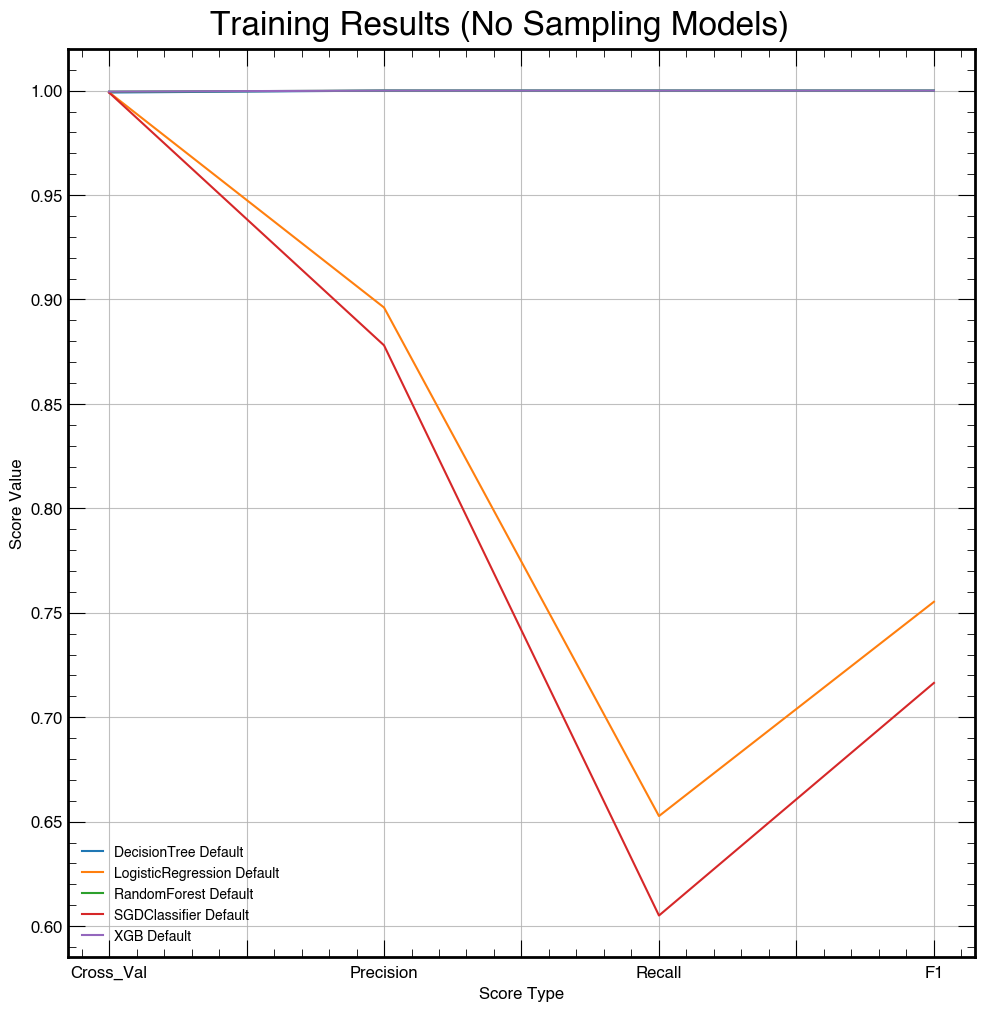 Training Results (No Sampling Models)
1.00
0.95
0.90
0.85
0.80
0.75
0.70
0.65
0.60
Score Value
DecisionTree Default
LogisticRegression Default
RandomForest Default
SGDClassifier Default
XGB Default
Cross_Val Precision Recall F1
Score Type